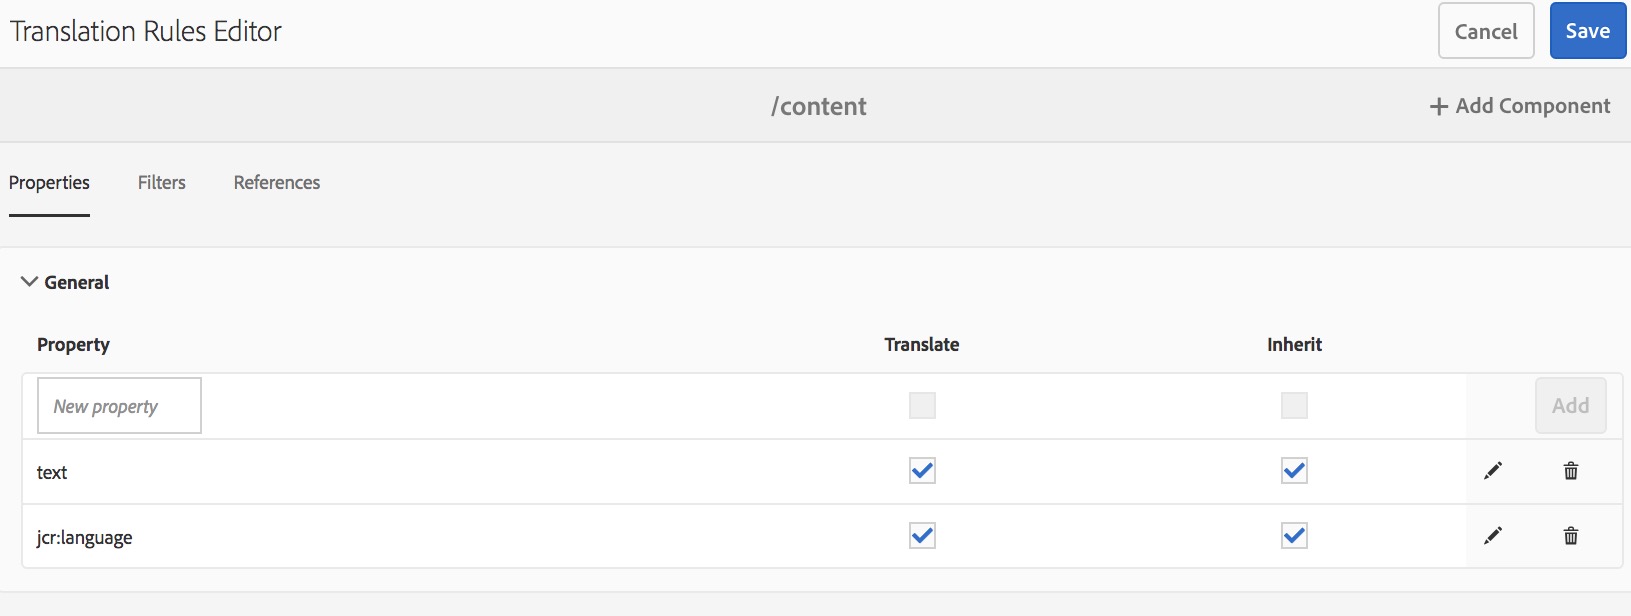 Translation Rules Editor Cancel Save
/content + Add Component
Properties Filters References
General
Property Translate Inherit
New property Add
text
jcr:language